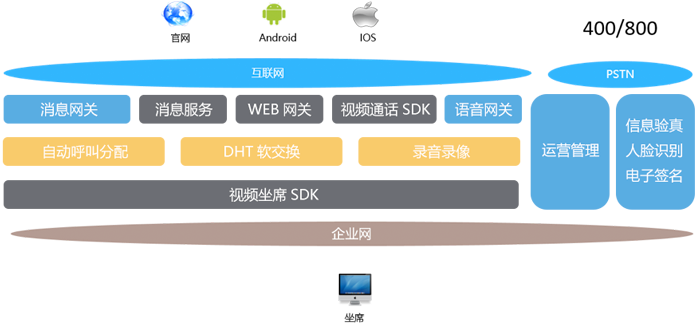 官网
Android
IOS
400/800
互联网
PSTN
消息网关
消息服务
WEB 网关
视频通话 SDK
语音网关
运营管理
信息验真
人脸识别
电子签名
自动呼叫分配
DHT 软交换
录音录像
视频坐席 SDK
企业网
坐席